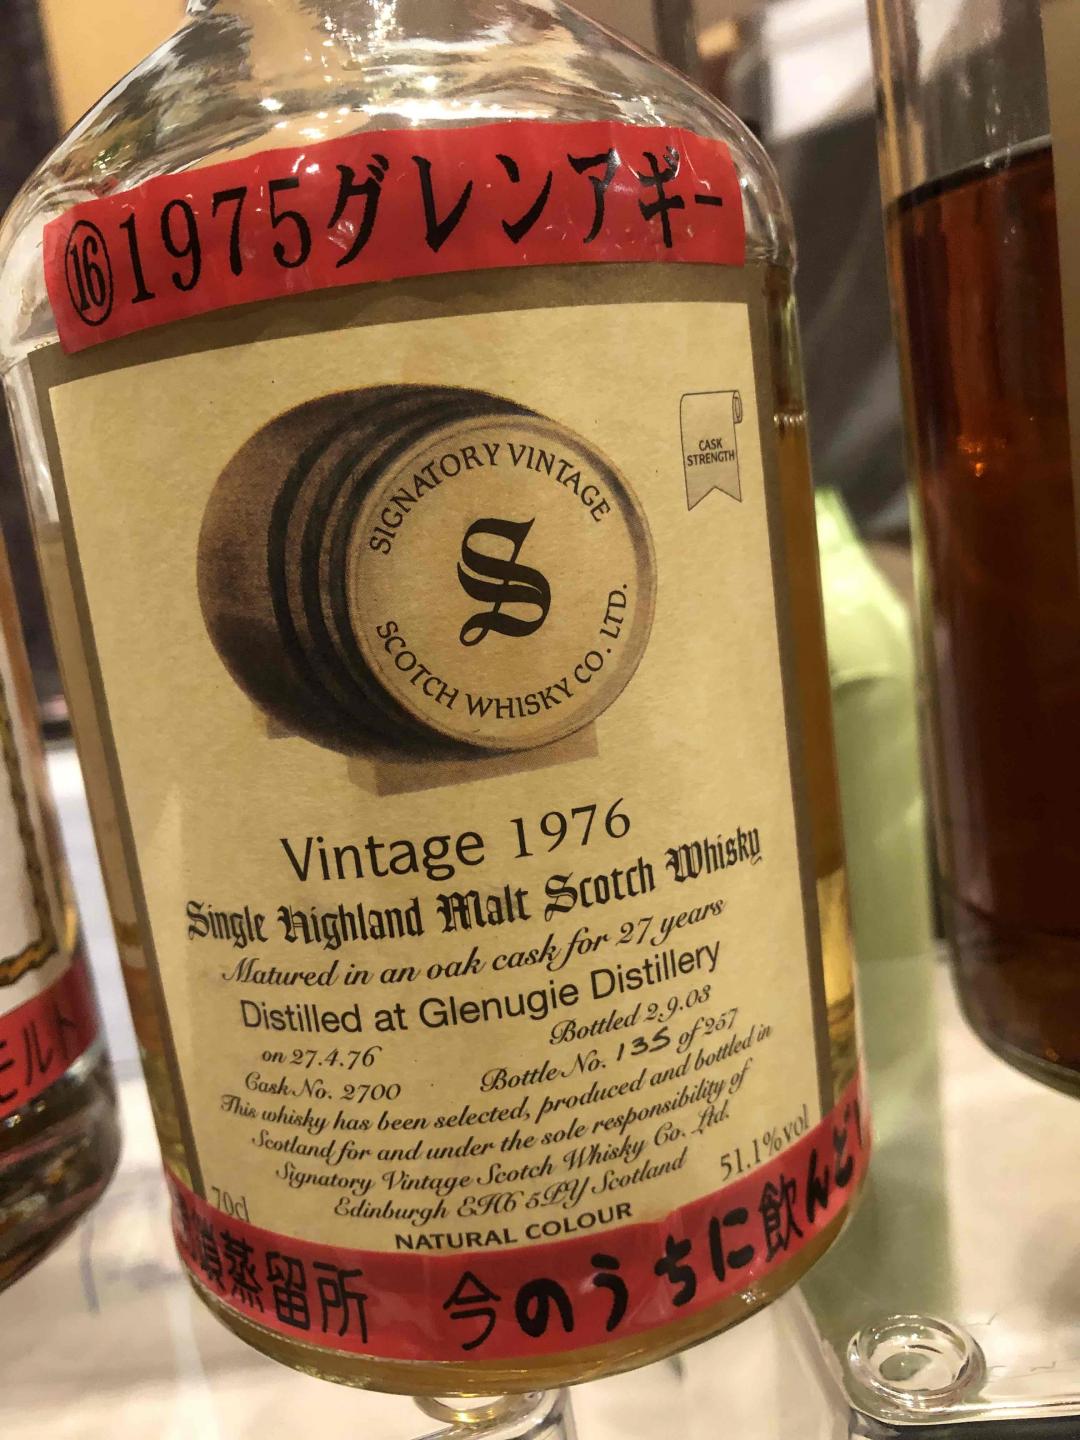 ⑯1975グレンアギー
CASK
STRENGTH
SIGNATORY VINTAGE
S
SCOTCH WHISKY CO. LTD.
Vintage 1976
Single Highland Malt Scotch Whisky
Matured in an oak cask for 27 years
Distilled at Glenugie Distillery
on 27.4.76 Bottled 2.9.03
Cask No. 2700 Bottle No. 135 of 257
This whisky has been selected, produced and bottled in
Scotland for and under the sole responsibility of
Signatory Vintage Scotch Whisky Co. Ltd.
Edinburgh EH6 5PY Scotland
70cl 51.1%vol
NATURAL COLOUR
蒸留所 今のうちに飲んど
モルト